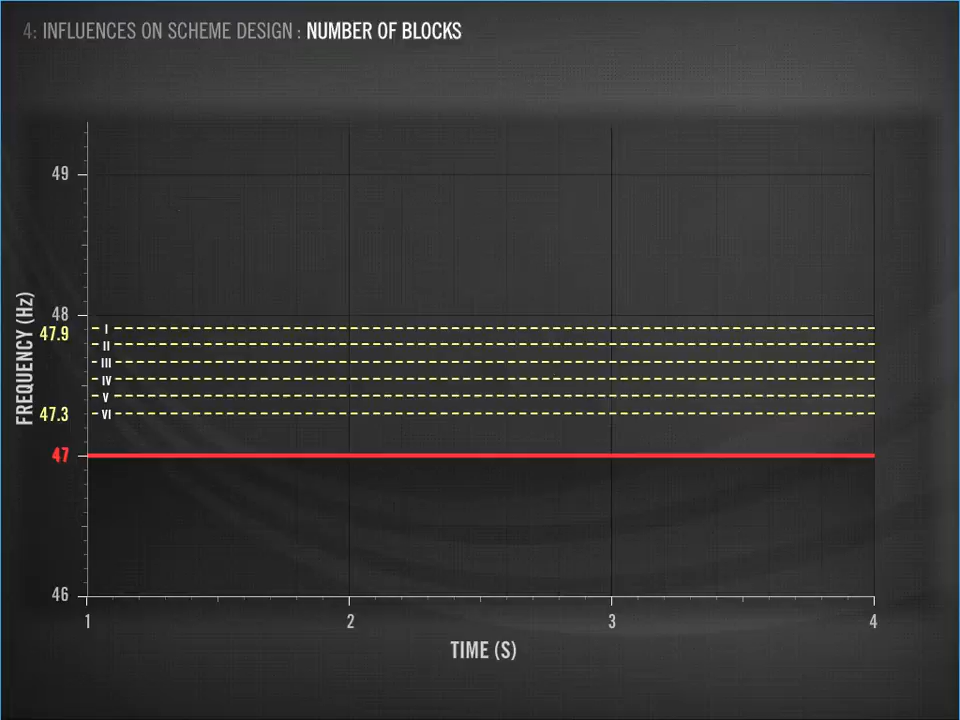 4: INFLUENCES ON SCHEME DESIGN : NUMBER OF BLOCKS
49
48
47.9
I
II
III
IV
V
VI
47.3
47
46
FREQUENCY (Hz)
1 2 3 4
TIME (S)